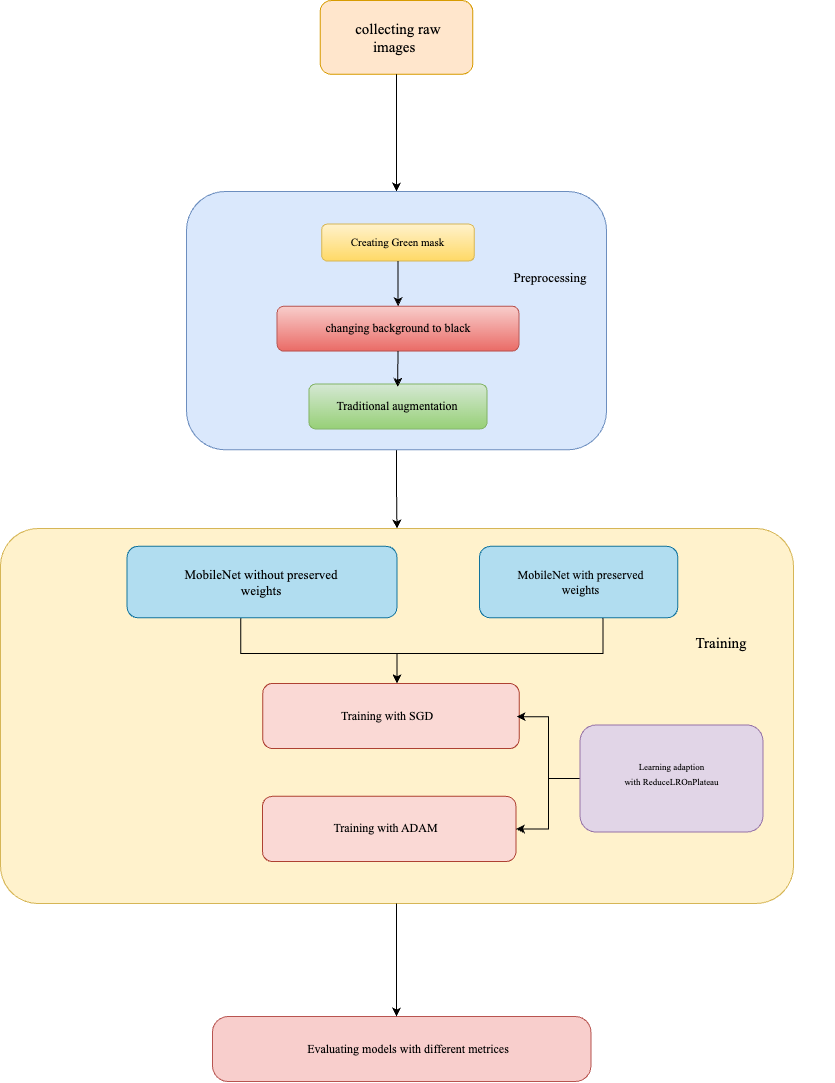 collecting raw
images
Creating Green mask
Preprocessing
changing background to black
Traditional augmentation
MobileNet without preserved
weights
MobileNet with preserved
weights
Training
Training with SGD
Learning adaption
with ReduceLROnPlateau
Training with ADAM
Evaluating models with different metrices